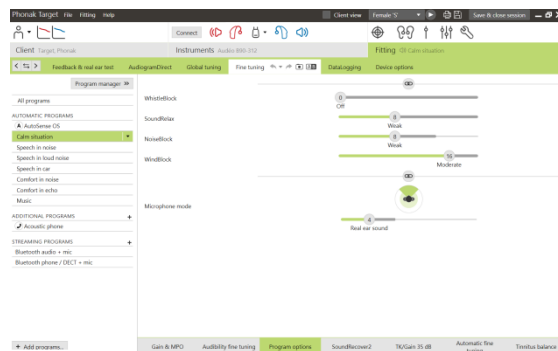 Phonak Target File Fitting Help
Client view Female '5' Save & close session
Connect
Client Target, Phonak Instruments Audéo B90-312 Fitting Calm situation
Feedback & real ear test AudiogramDirect Global tuning Fine tuning DataLogging Device options
Program manager
All programs
AUTOMATIC PROGRAMS
A AutoSense OS
Calm situation
Speech in noise
Speech in loud noise
Speech in car
Comfort in noise
Comfort in echo
Music
ADDITIONAL PROGRAMS +
Acoustic phone
STREAMING PROGRAMS +
Bluetooth audio + mic
Bluetooth phone / DECT + mic
WhistleBlock
0
Off
SoundRelax
8
Weak
NoiseBlock
8
Weak
WindBlock
16
Moderate
Microphone mode
4
Real ear sound
+ Add programs...
Gain & MPO Audibility fine tuning Program options SoundRecover2 TK/Gain 35 dB Automatic fine tuning Tinnitus balance